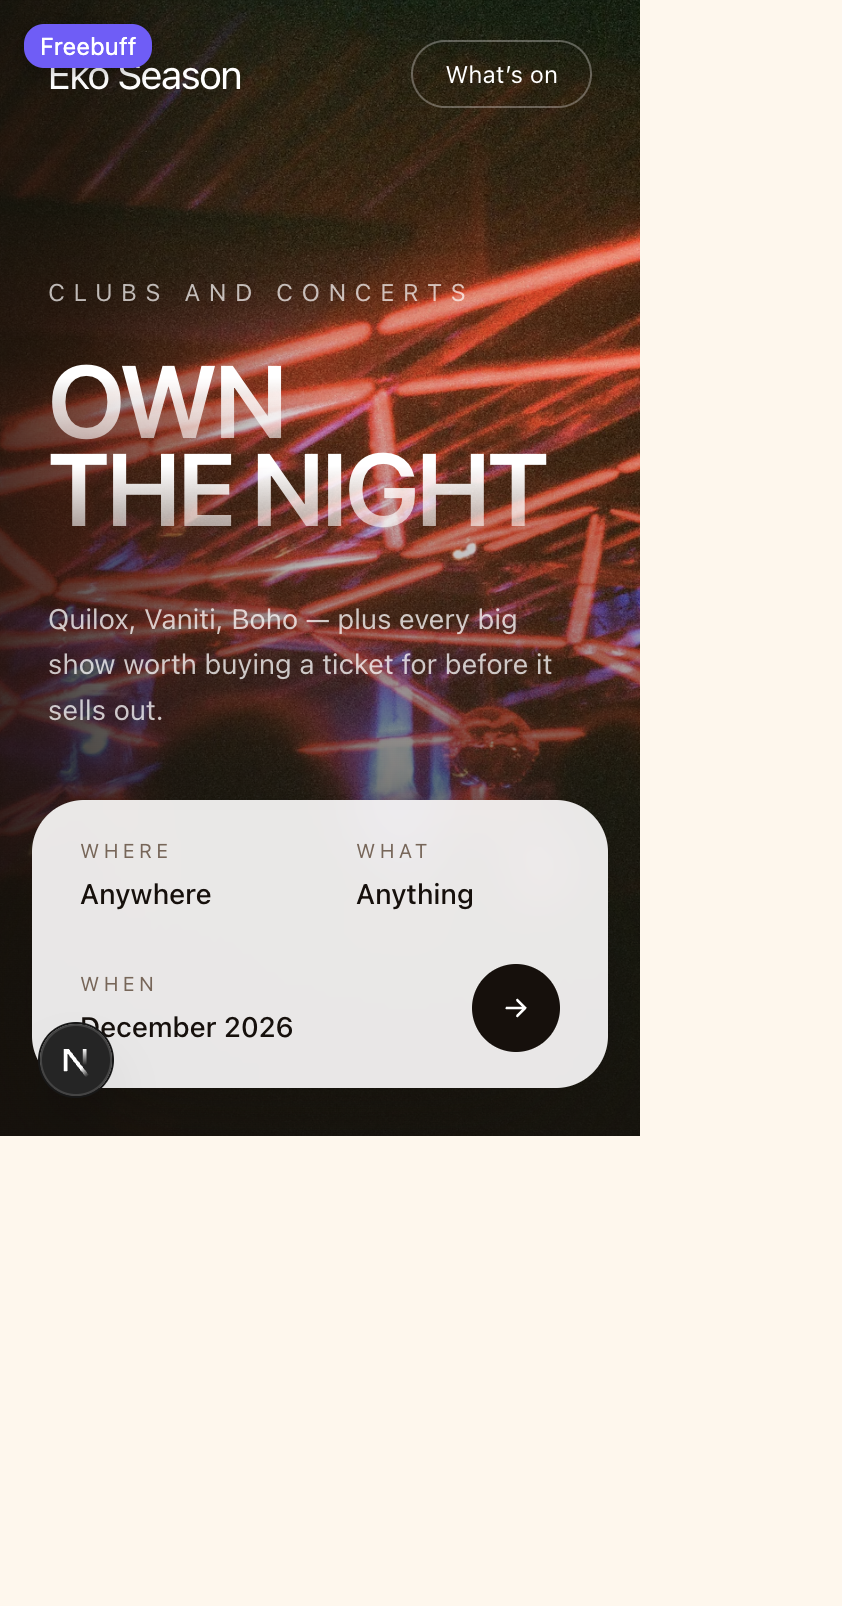 Freebuff
Eko Season
What's on
CLUBS AND CONCERTS
OWN
THE NIGHT
Quilox, Vaniti, Boho — plus every big
show worth buying a ticket for before it
sells out.
WHERE
WHAT
Anywhere
Anything
WHEN
December 2026
N